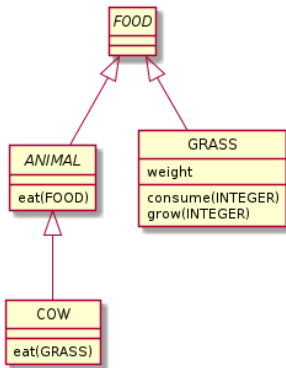 FOOD
ANIMAL
eat(FOOD)
GRASS
weight
consume(INTEGER)
grow(INTEGER)
COW
eat(GRASS)